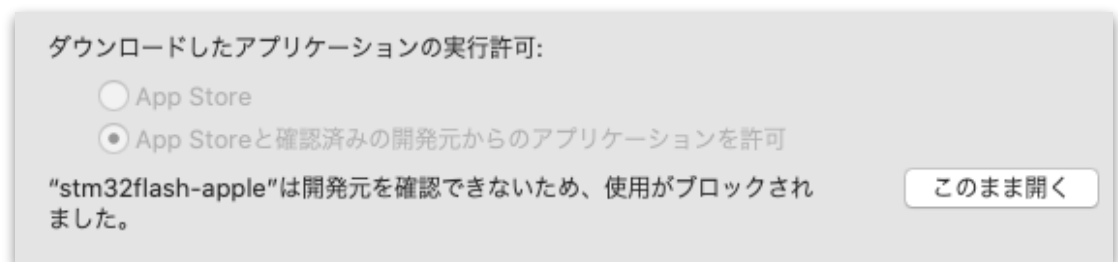 ダウンロードしたアプリケーションの実行許可:
App Store
App Storeと確認済みの開発元からのアプリケーションを許可
“stm32flash-apple”は開発元を確認できないため、使用がブロックされ
ました。
このまま開く